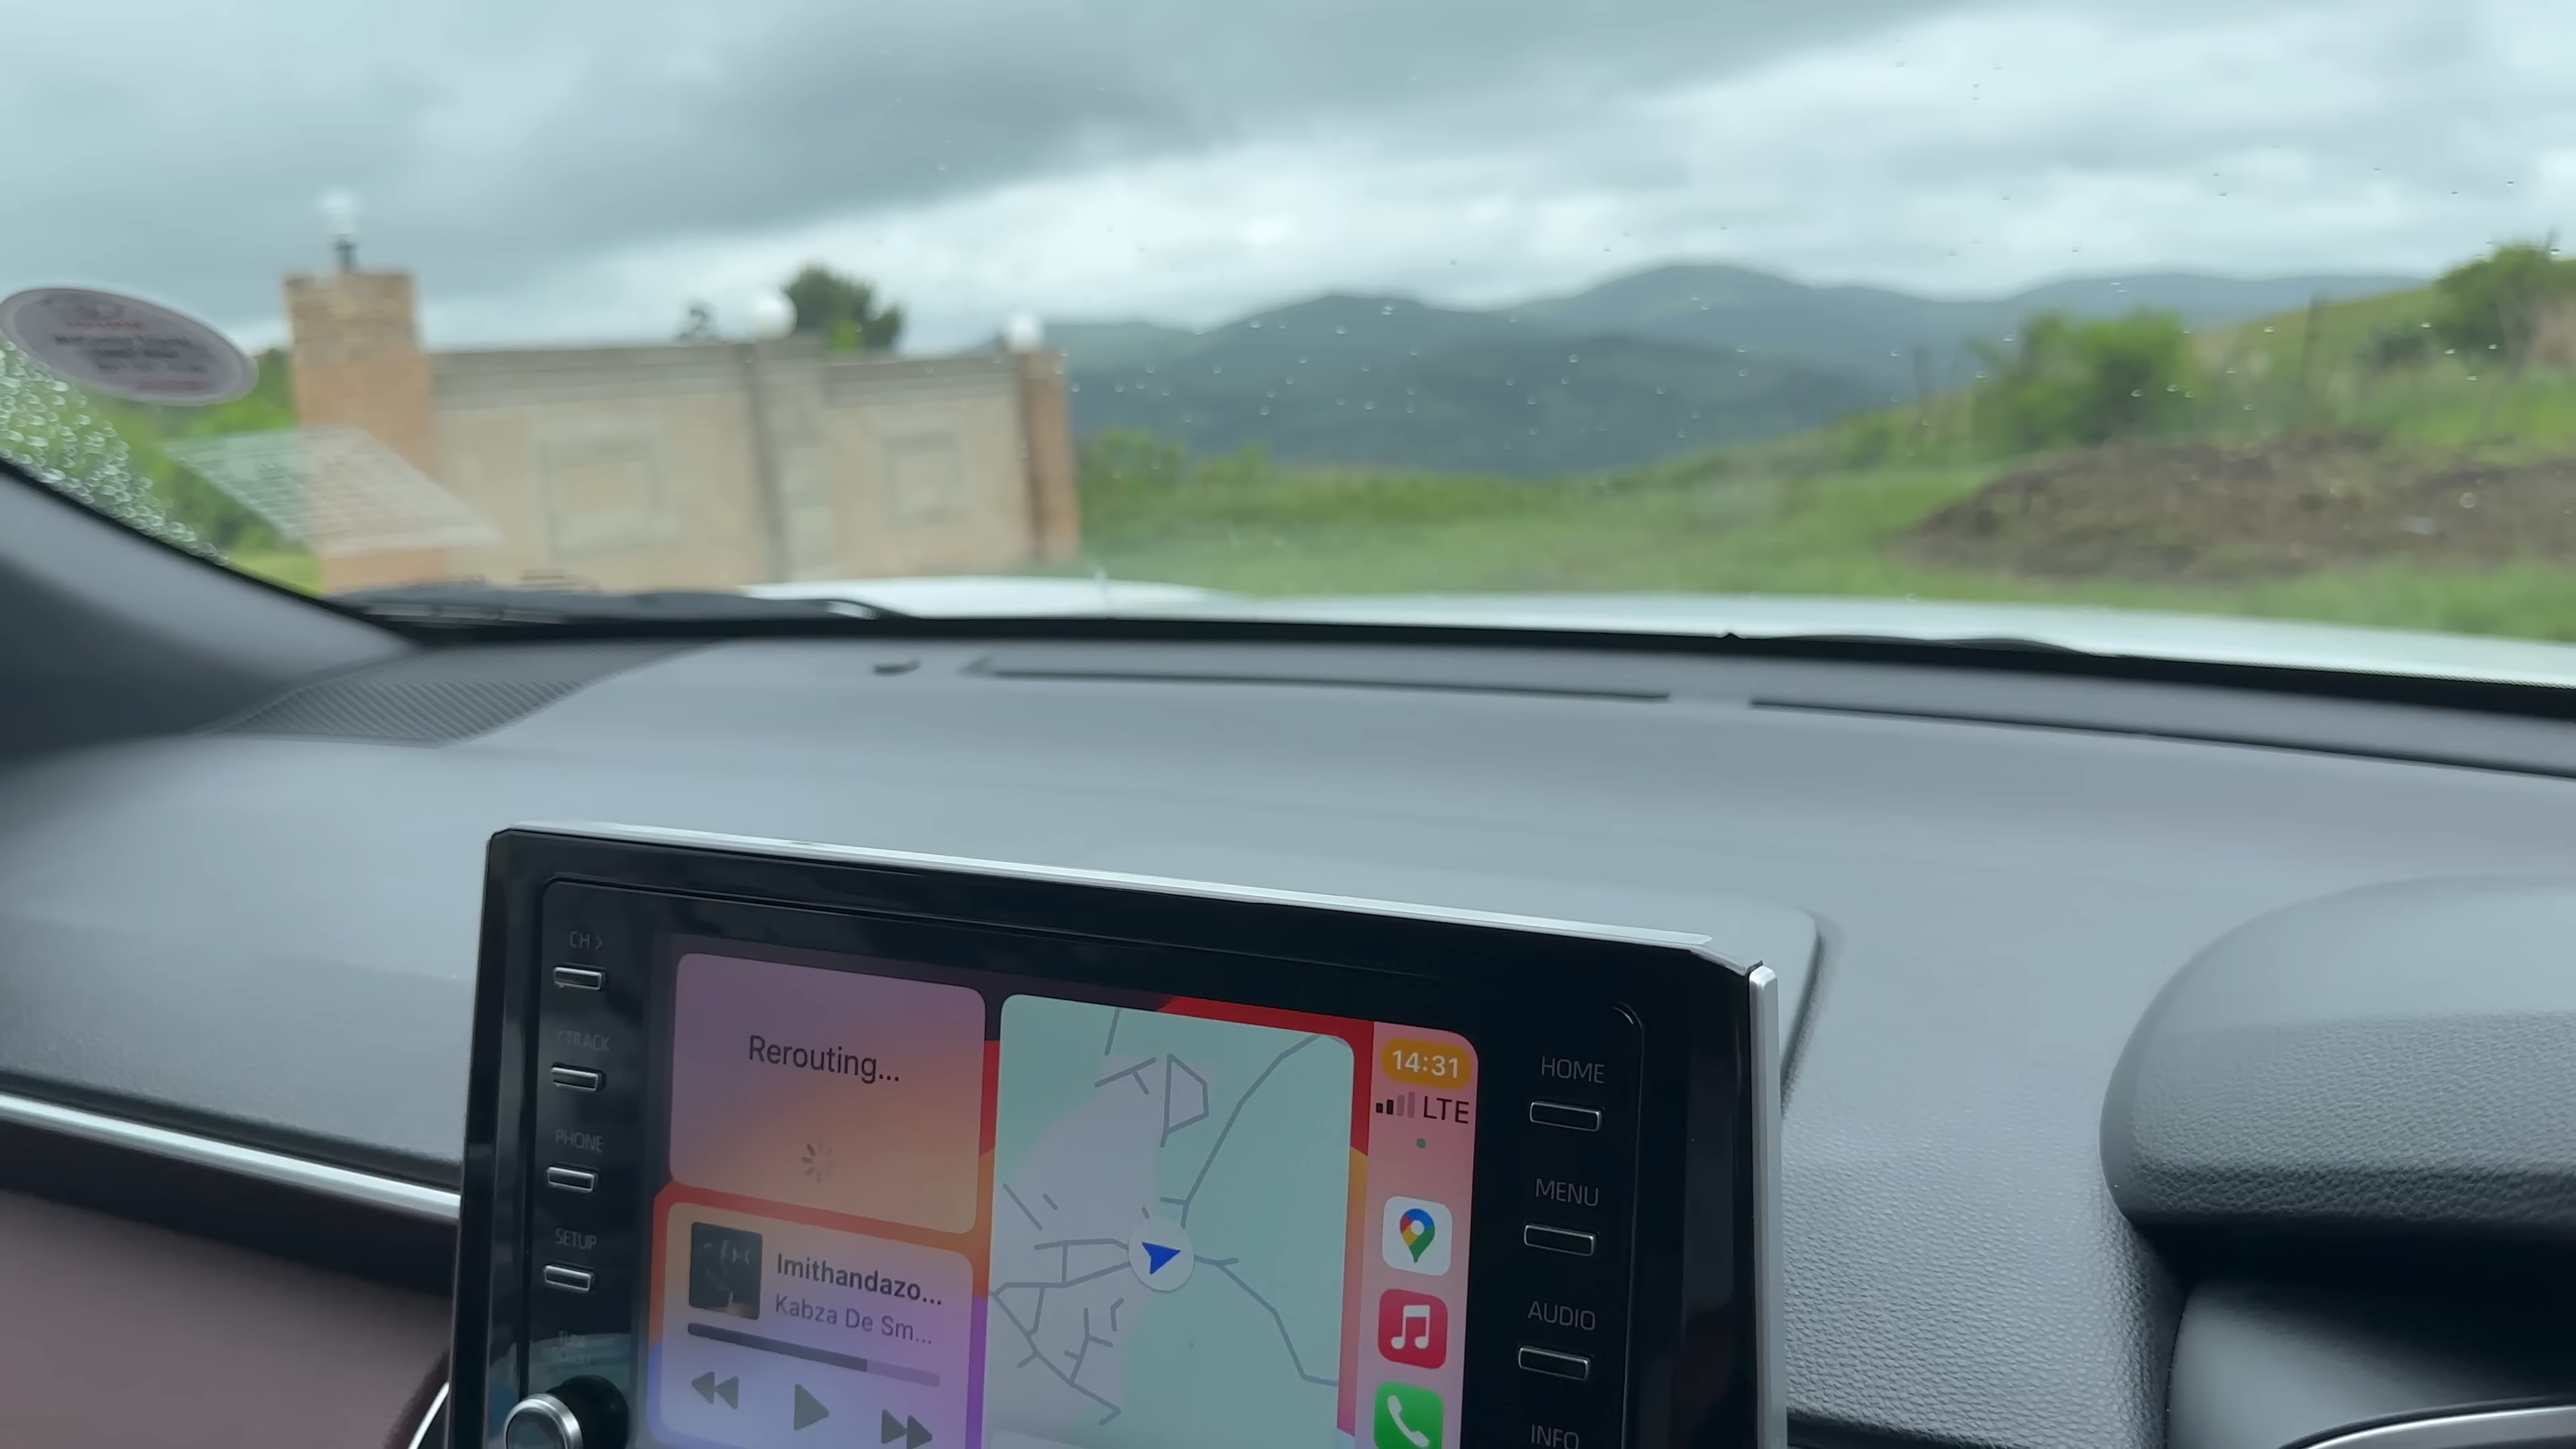 CH >
< TRACK
PHONE
SETUP
Rerouting...
Imithandazo...
Kabza De Sm...
14:31
LTE
HOME
MENU
AUDIO
INFO